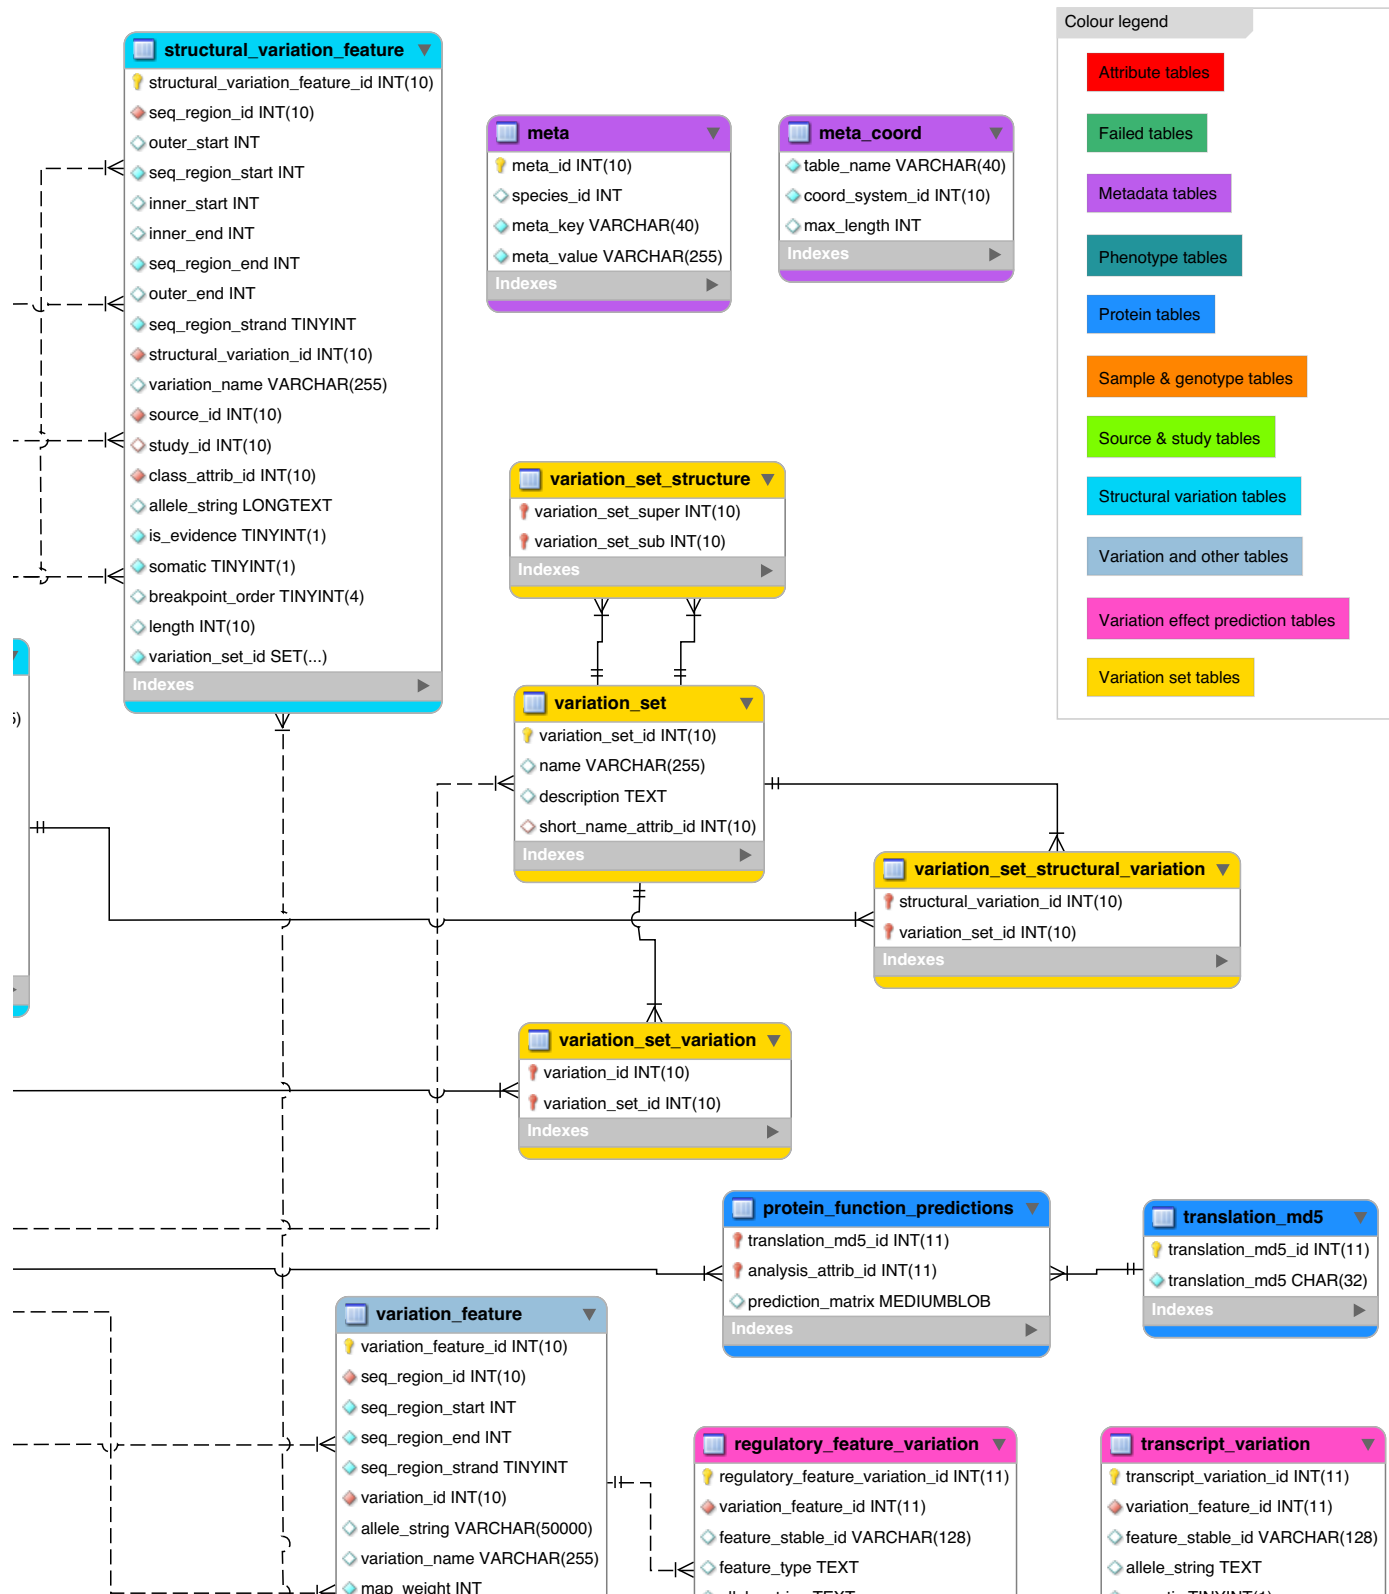 structural_variation_feature
structural_variation_feature_id INT(10)
seq_region_id INT(10)
outer_start INT
seq_region_start INT
inner_start INT
inner_end INT
seq_region_end INT
outer_end INT
seq_region_strand TINYINT
structural_variation_id INT(10)
variation_name VARCHAR(255)
source_id INT(10)
study_id INT(10)
class_attrib_id INT(10)
allele_string LONGTEXT
is_evidence TINYINT(1)
somatic TINYINT(1)
breakpoint_order TINYINT(4)
length INT(10)
variation_set_id SET(...)
Indexes
meta
meta_id INT(10)
species_id INT
meta_key VARCHAR(40)
meta_value VARCHAR(255)
Indexes
meta_coord
table_name VARCHAR(40)
coord_system_id INT(10)
max_length INT
Indexes
Colour legend
Attribute tables
Failed tables
Metadata tables
Phenotype tables
Protein tables
Sample & genotype tables
Source & study tables
Structural variation tables
Variation and other tables
Variation effect prediction tables
Variation set tables
variation_set_structure
variation_set_super INT(10)
variation_set_sub INT(10)
Indexes
variation_set
variation_set_id INT(10)
name VARCHAR(255)
description TEXT
short_name_attrib_id INT(10)
Indexes
variation_set_structural_variation
structural_variation_id INT(10)
variation_set_id INT(10)
Indexes
variation_set_variation
variation_id INT(10)
variation_set_id INT(10)
Indexes
protein_function_predictions
translation_md5_id INT(11)
analysis_attrib_id INT(11)
prediction_matrix MEDIUMBLOB
Indexes
translation_md5
translation_md5_id INT(11)
translation_md5 CHAR(32)
Indexes
variation_feature
variation_feature_id INT(10)
seq_region_id INT(10)
seq_region_start INT
seq_region_end INT
seq_region_strand TINYINT
variation_id INT(10)
allele_string VARCHAR(50000)
variation_name VARCHAR(255)
map_weight INT
regulatory_feature_variation
regulatory_feature_variation_id INT(11)
variation_feature_id INT(11)
feature_stable_id VARCHAR(128)
feature_type TEXT
transcript_variation
transcript_variation_id INT(11)
variation_feature_id INT(11)
feature_stable_id VARCHAR(128)
allele_string TEXT